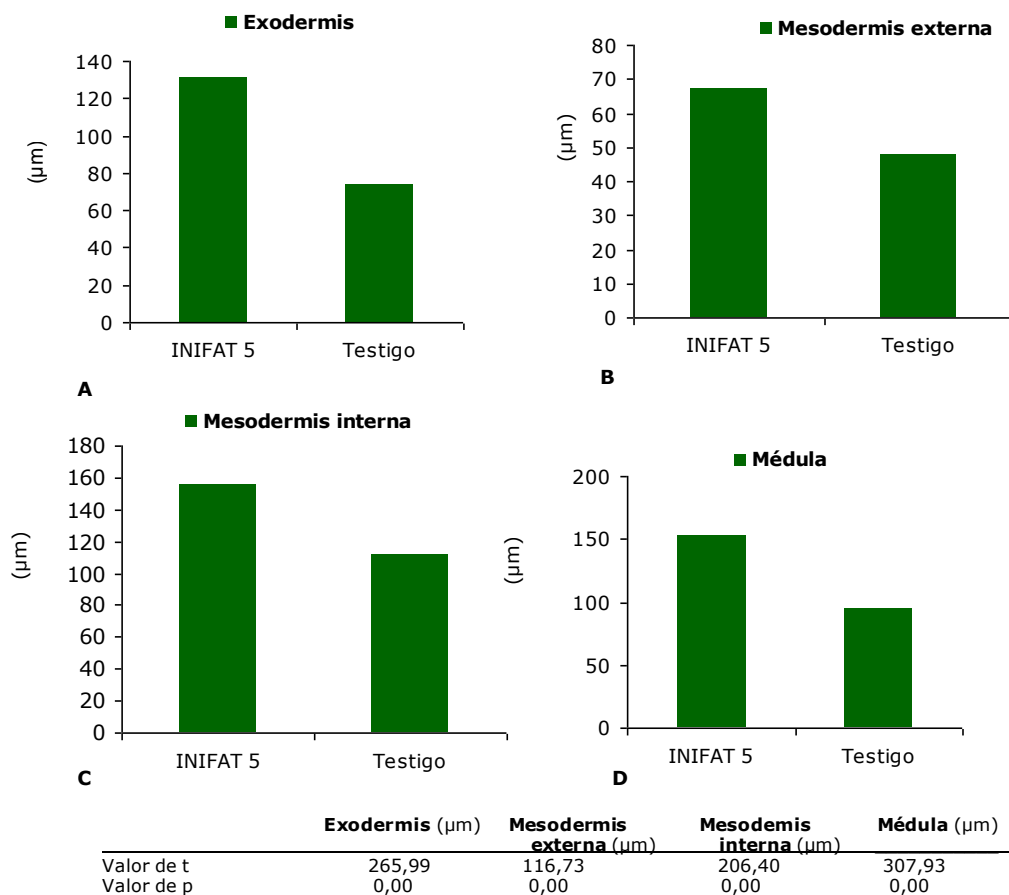 Exodermis
140
120
100
80
60
40
20
0
(µm)
INIFAT 5 Testigo
A
Mesodermis externa
80
70
60
50
40
30
20
10
0
(µm)
INIFAT 5 Testigo
B
Mesodermis interna
180
160
140
120
100
80
60
40
20
0
(µm)
INIFAT 5 Testigo
C
Médula
200
150
100
50
0
(µm)
INIFAT 5 Testigo
D
Exodermis (µm) Mesodermis externa (µm) Mesodemis interna (µm) Médula (µm)
Valor de t 265,99 116,73 206,40 307,93
Valor de p 0,00 0,00 0,00 0,00